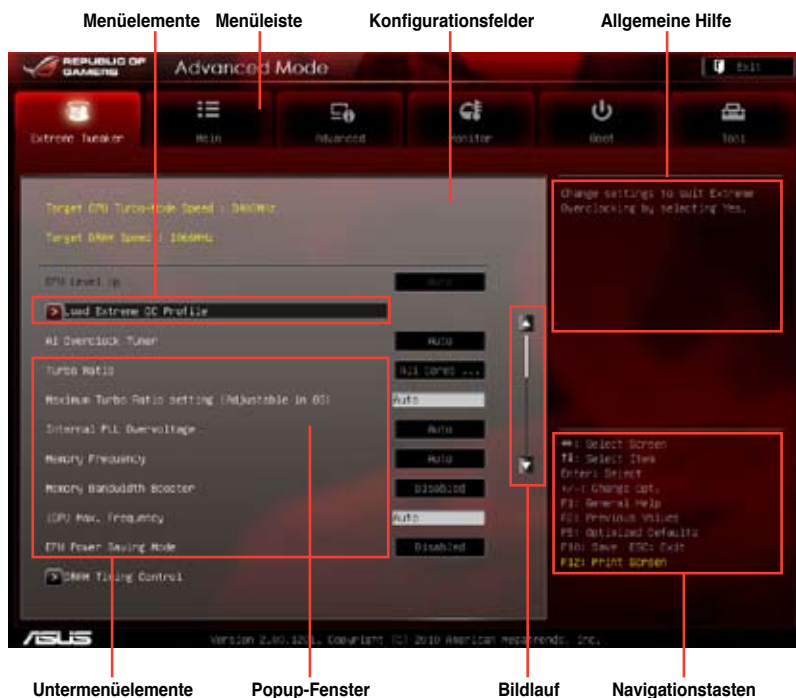 Menüelemente Menüleiste Konfigurationsfelder Allgemeine Hilfe
REPUBLIC OF GAMERS
Advanced Mode
Exit
Extreme Tweaker Main Advanced Monitor Boot Tool
Target CPU Turbo-Mode Speed : 3400MHz
Target DRAM Speed : 1066MHz
CPU Level Up Auto
Load Extreme OC Profile
AI Overclock Tuner Auto
Turbo Ratio All Cores ...
Maximum Turbo Ratio setting (Adjustable in OS) Auto
Internal PLL Overvoltage Auto
Memory Frequency Auto
Memory Bandwidth Booster Disabled
iGPU Max. Frequency Auto
EPU Power Saving Mode Disabled
DRAM Timing Control
Change settings to suit Extreme
Overclocking by selecting Yes.
Select Screen
Select Item
Enter: Select
+/-: Change Opt.
F1: General Help
F2: Previous Values
F5: Optimized Defaults
F10: Save ESC: Exit
F12: Print Screen
ASUS
Version 2.00.1201. Copyright (C) 2010 American Megatrends, Inc.
Untermenüelemente Popup-Fenster Bildlauf Navigationstasten